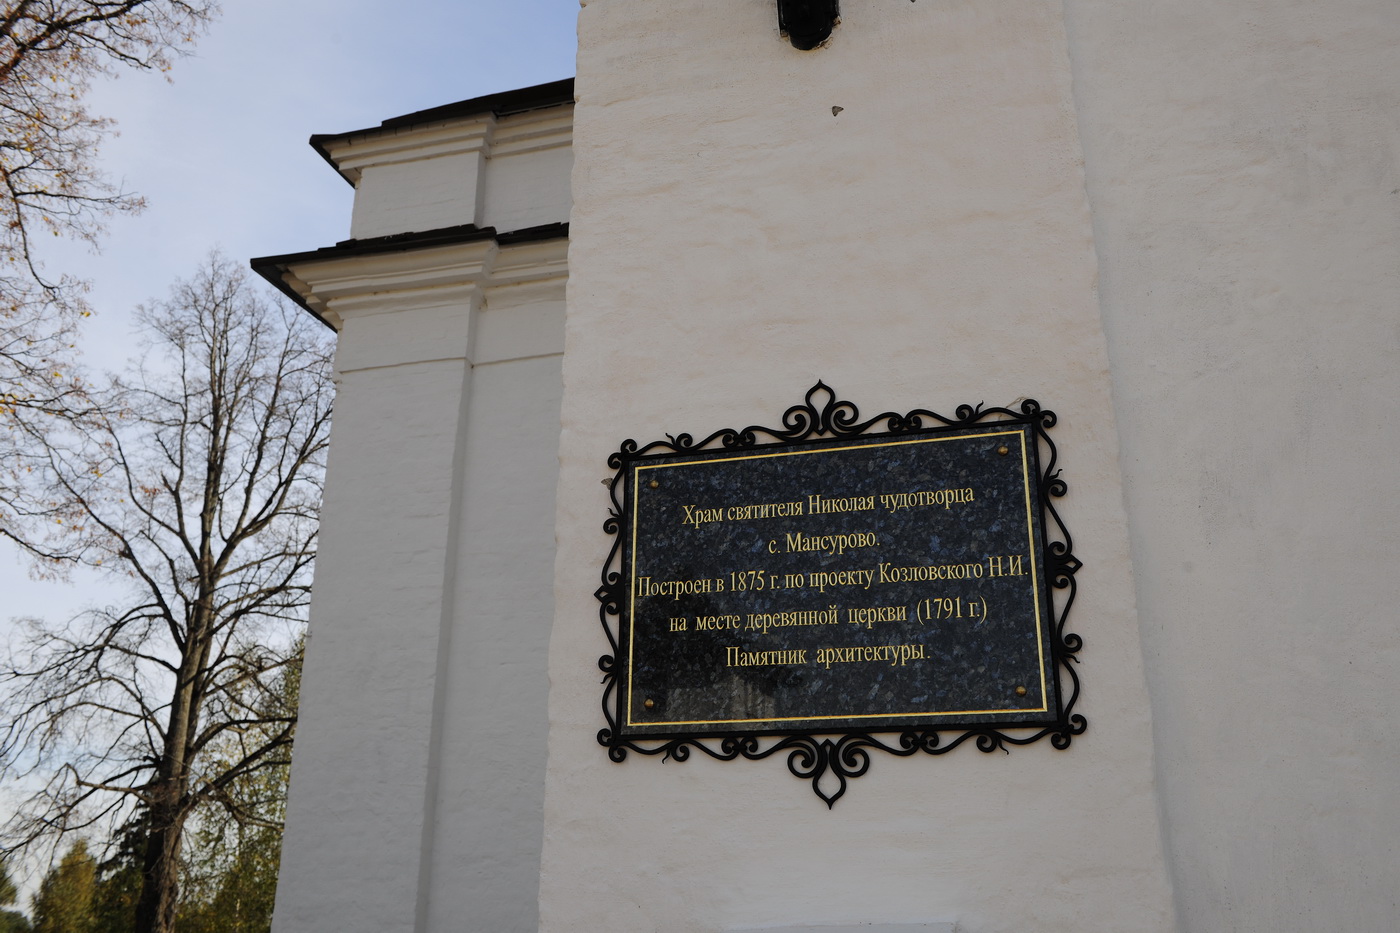 Храм святителя Николая чудотворца
с. Мансурово.
Построен в 1875 г. по проекту Козловского Н.И.
на месте деревянной церкви (1791 г.)
Памятник архитектуры.